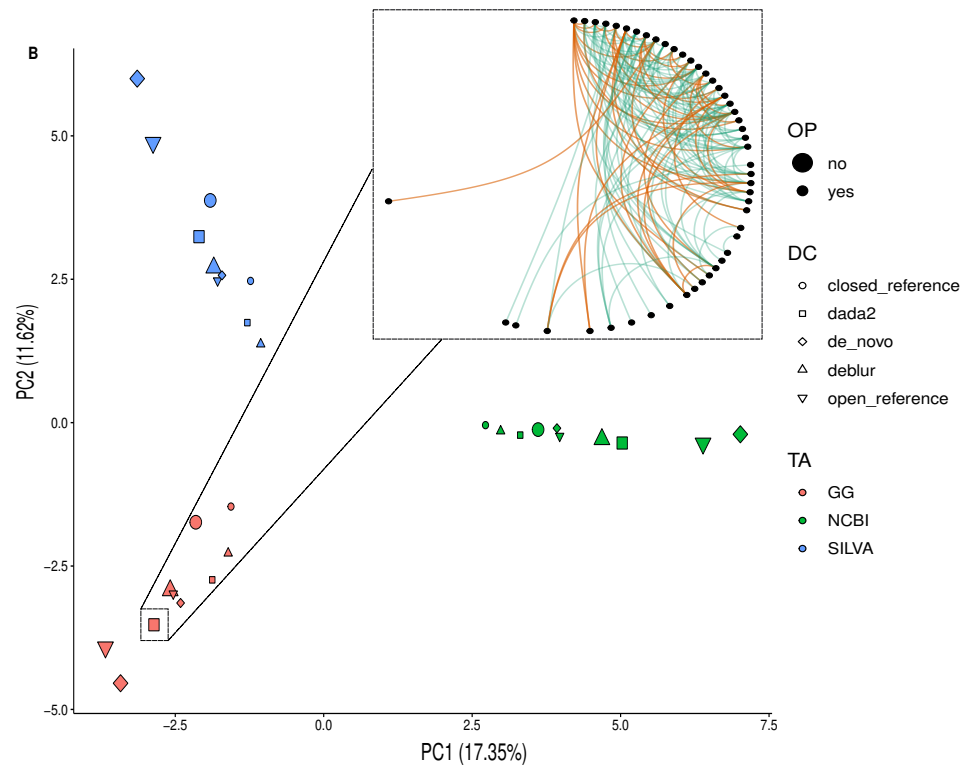 B
5.0
2.5
0.0
−2.5
−5.0
PC2 (11.62%)
−2.5
0.0
2.5
5.0
7.5
PC1 (17.35%)
OP
no
yes
DC
closed_reference
dada2
de_novo
deblur
open_reference
TA
GG
NCBI
SILVA